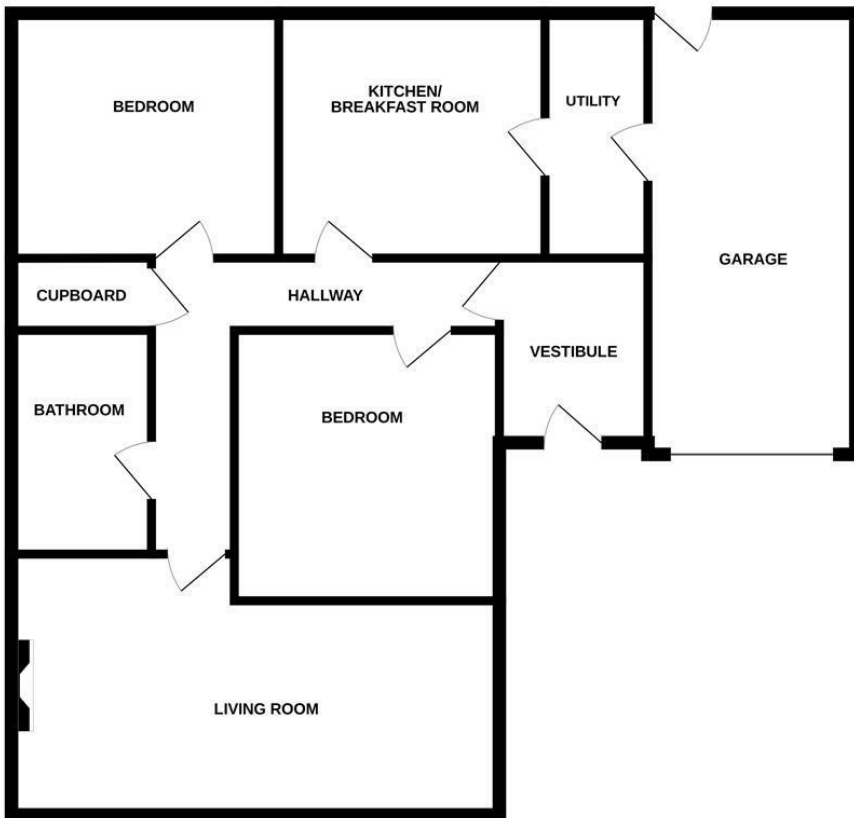 KITCHEN/
BREAKFAST ROOM
BEDROOM
UTILITY
GARAGE
CUPBOARD
HALLWAY
VESTIBULE
BATHROOM
BEDROOM
LIVING ROOM